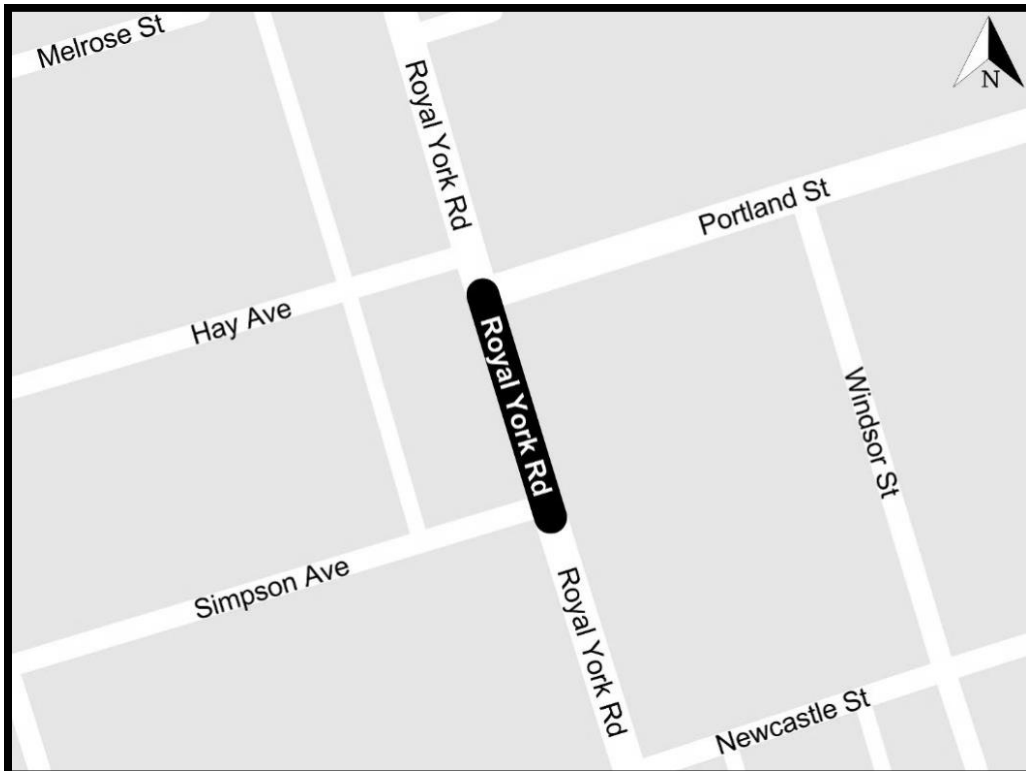 Melrose St
Royal York Rd
N
Portland St
Hay Ave
Royal York Rd
Windsor St
Simpson Ave
Royal York Rd
Newcastle St